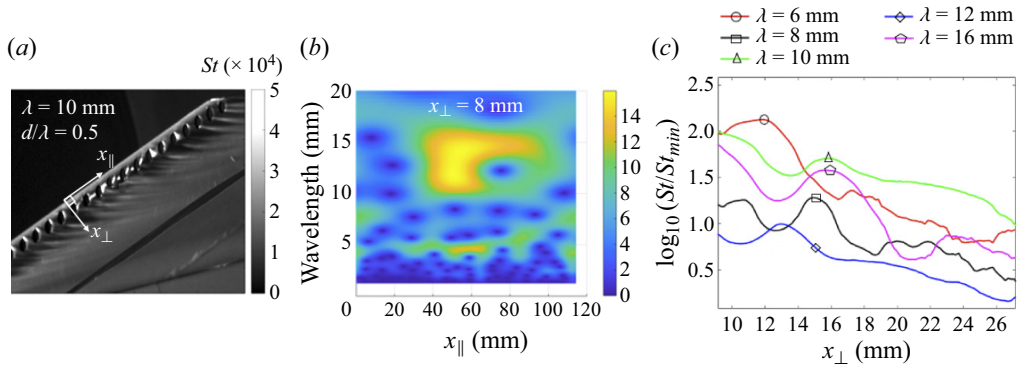 (a)
St (× 10⁴)
5
4
3
2
1
0
λ = 10 mm
d/λ = 0.5
x∥
x⊥
(b)
x⊥ = 8 mm
Wavelength (mm)
20
15
10
5
0 20 40 60 80 100 120
x∥ (mm)
14
12
10
8
6
4
2
0
(c)
λ = 6 mm
λ = 8 mm
λ = 10 mm
λ = 12 mm
λ = 16 mm
log₁₀ (St/St_min)
2.5
2.0
1.5
1.0
0.5
10 12 14 16 18 20 22 24 26
x⊥ (mm)